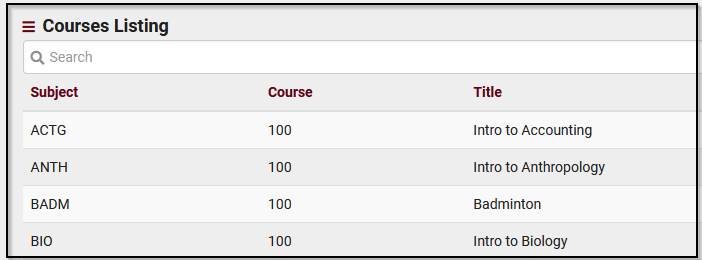 Courses Listing
Search
Subject Course Title
ACTG 100 Intro to Accounting
ANTH 100 Intro to Anthropology
BADM 100 Badminton
BIO 100 Intro to Biology